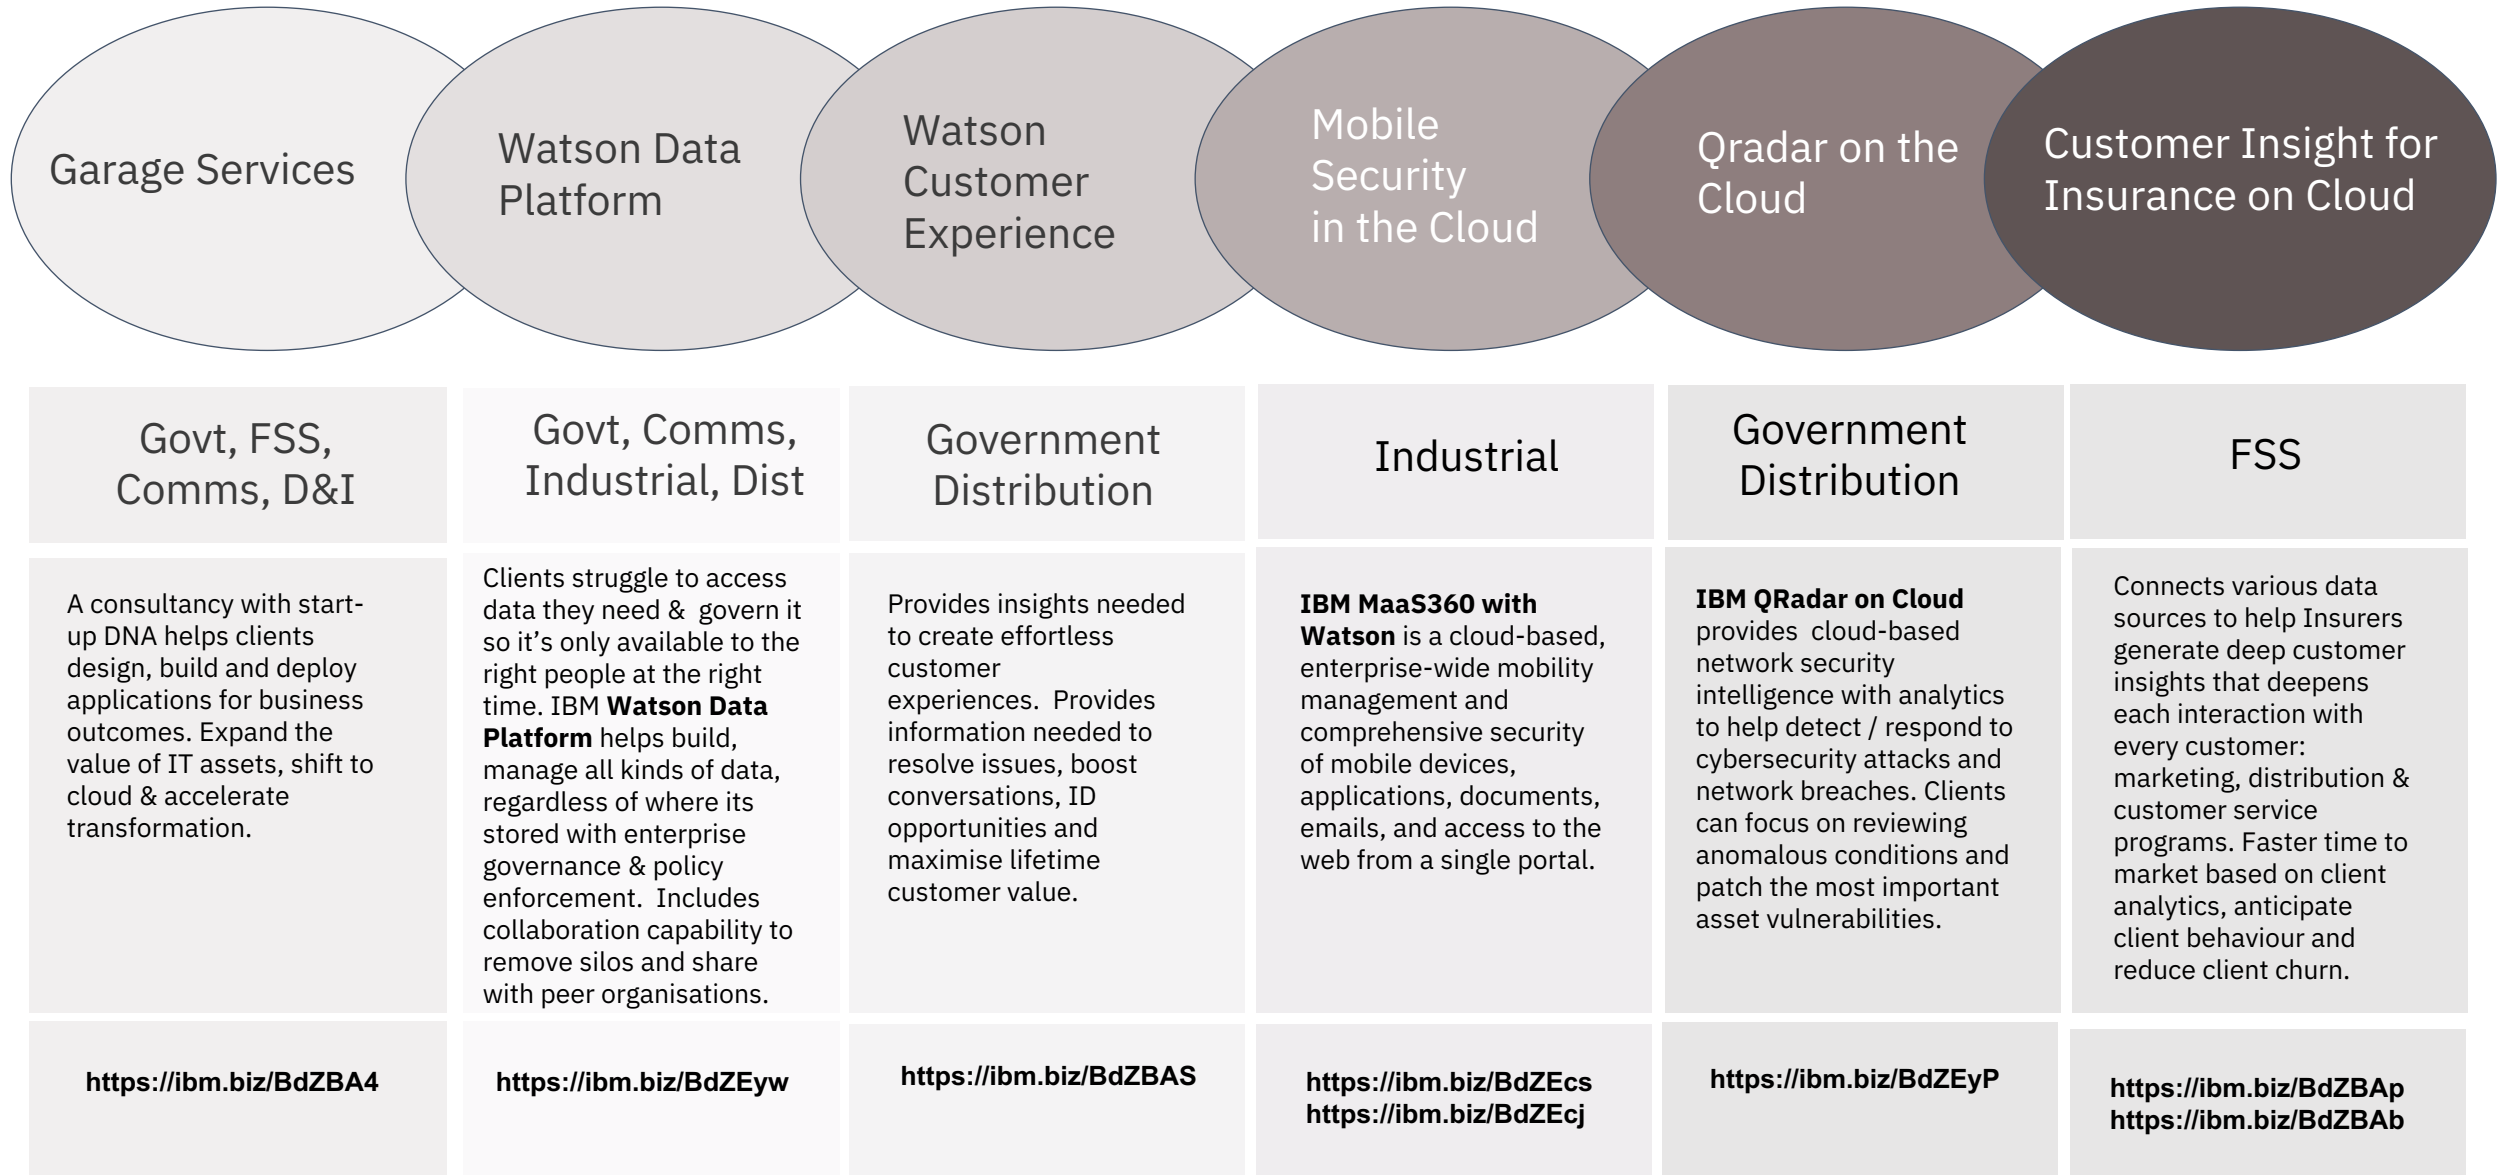 Garage Services
Watson Data
Platform
Watson
Customer
Experience
Mobile
Security
in the Cloud
Qradar on the
Cloud
Customer Insight for
Insurance on Cloud
Govt, FSS,
Comms, D&I
Govt, Comms,
Industrial, Dist
Government
Distribution
Industrial
Government
Distribution
FSS
A consultancy with start-
up DNA helps clients
design, build and deploy
applications for business
outcomes. Expand the
value of IT assets, shift to
cloud & accelerate
transformation.
Clients struggle to access
data they need &  govern it
so it’s only available to the
right people at the right
time. IBM Watson Data
Platform helps build,
manage all kinds of data,
regardless of where its
stored with enterprise
governance & policy
enforcement.  Includes
collaboration capability to
remove silos and share
with peer organisations.
Provides insights needed
to create effortless
customer
experiences.  Provides
information needed to
resolve issues, boost
conversations, ID
opportunities and
maximise lifetime
customer value.
IBM MaaS360 with
Watson is a cloud-based,
enterprise-wide mobility
management and
comprehensive security
of mobile devices,
applications, documents,
emails, and access to the
web from a single portal.
IBM QRadar on Cloud
provides  cloud-based
network security
intelligence with analytics
to help detect / respond to
cybersecurity attacks and
network breaches. Clients
can focus on reviewing
anomalous conditions and
patch the most important
asset vulnerabilities.
Connects various data
sources to help Insurers
generate deep customer
insights that deepens
each interaction with
every customer:
marketing, distribution &
customer service
programs. Faster time to
market based on client
analytics, anticipate
client behaviour and
reduce client churn.
https://ibm.biz/BdZBA4
https://ibm.biz/BdZEyw
https://ibm.biz/BdZBAS
https://ibm.biz/BdZEcs
https://ibm.biz/BdZEcj
https://ibm.biz/BdZEyP
https://ibm.biz/BdZBAp
https://ibm.biz/BdZBAb